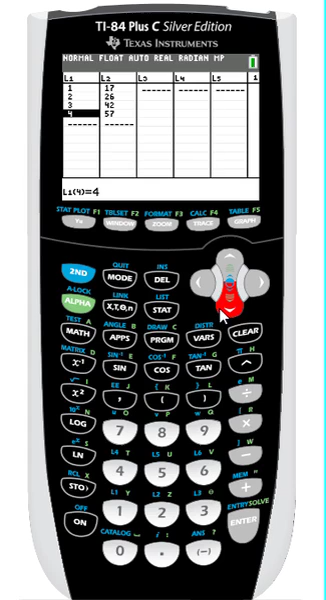 TI-84 Plus C Silver Edition
TEXAS INSTRUMENTS
NORMAL FLOAT AUTO REAL RADIAN MP
L1 L2 L3 L4 L5 1
1 17 ------ ------ ------
2 26
3 42
4 57
------ ------
L1(4)=4
STAT PLOT F1 TBLSET F2 FORMAT F3 CALC F4 TABLE F5
Y= WINDOW ZOOM TRACE GRAPH
QUIT INS
2ND MODE DEL
A-LOCK LINK LIST
ALPHA X,T,Θ,n STAT
TEST A ANGLE B DRAW C DISTR
MATH APPS PRGM VARS CLEAR
MATRIX D SIN⁻¹ E COS⁻¹ F TAN⁻¹ G π H
x⁻¹ SIN COS TAN ^
√ I EE J { K } L e M
x² , ( ) ÷
10ˣ N u O v P w Q [ R
LOG 7 8 9 ×
eˣ S L4 T L5 U L6 V ] W
LN 4 5 6 −
RCL X L1 Y L2 Z L3 θ MEM "
STO› 1 2 3 +
OFF CATALOG ⎵ i : ANS ? ENTRY SOLVE
ON 0 . (−) ENTER